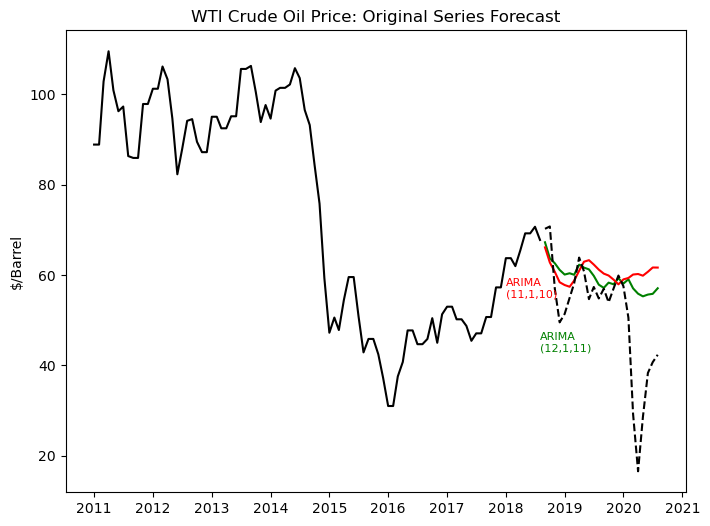 WTI Crude Oil Price: Original Series Forecast
$/Barrel
100
80
60
40
20
ARIMA
(11,1,10)
ARIMA
(12,1,11)
2011 2012 2013 2014 2015 2016 2017 2018 2019 2020 2021